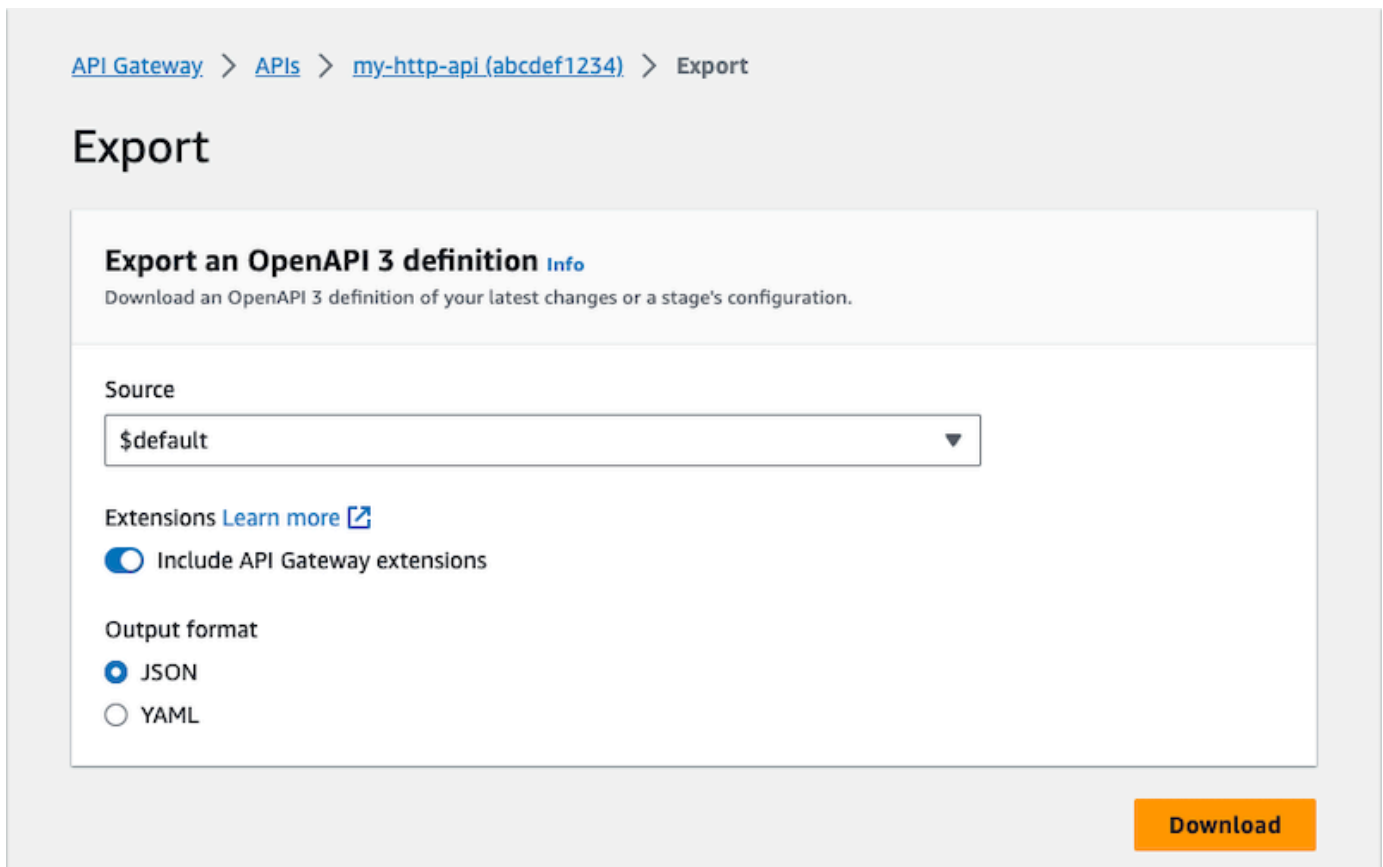 API Gateway > APIs > my-http-api (abcdef1234) > Export
Export
Export an OpenAPI 3 definition Info
Download an OpenAPI 3 definition of your latest changes or a stage's configuration.
Source
$default
Extensions Learn more
Include API Gateway extensions
Output format
JSON
YAML
Download